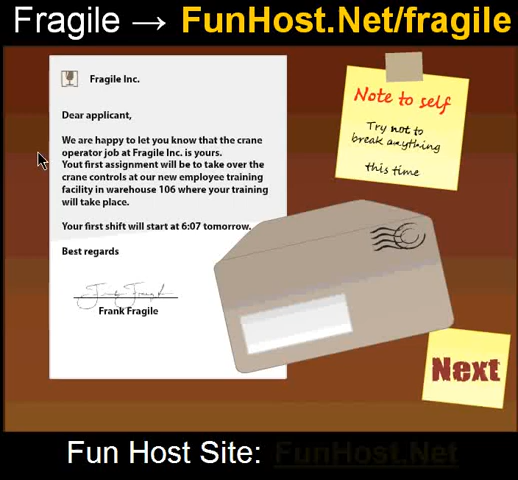 Fragile → FunHost.Net/fragile
Fragile Inc.
Dear applicant,
We are happy to let you know that the crane
operator job at Fragile Inc. is yours.
Yout first assignment will be to take over the
crane controls at our new employee training
facility in warehouse 106 where your training
will take place.
Your first shift will start at 6:07 tomorrow.
Best regards
Frank Fragile
Frank Fragile
Note to self
Try not to
break anything
this time
Next
Fun Host Site: FunHost.Net